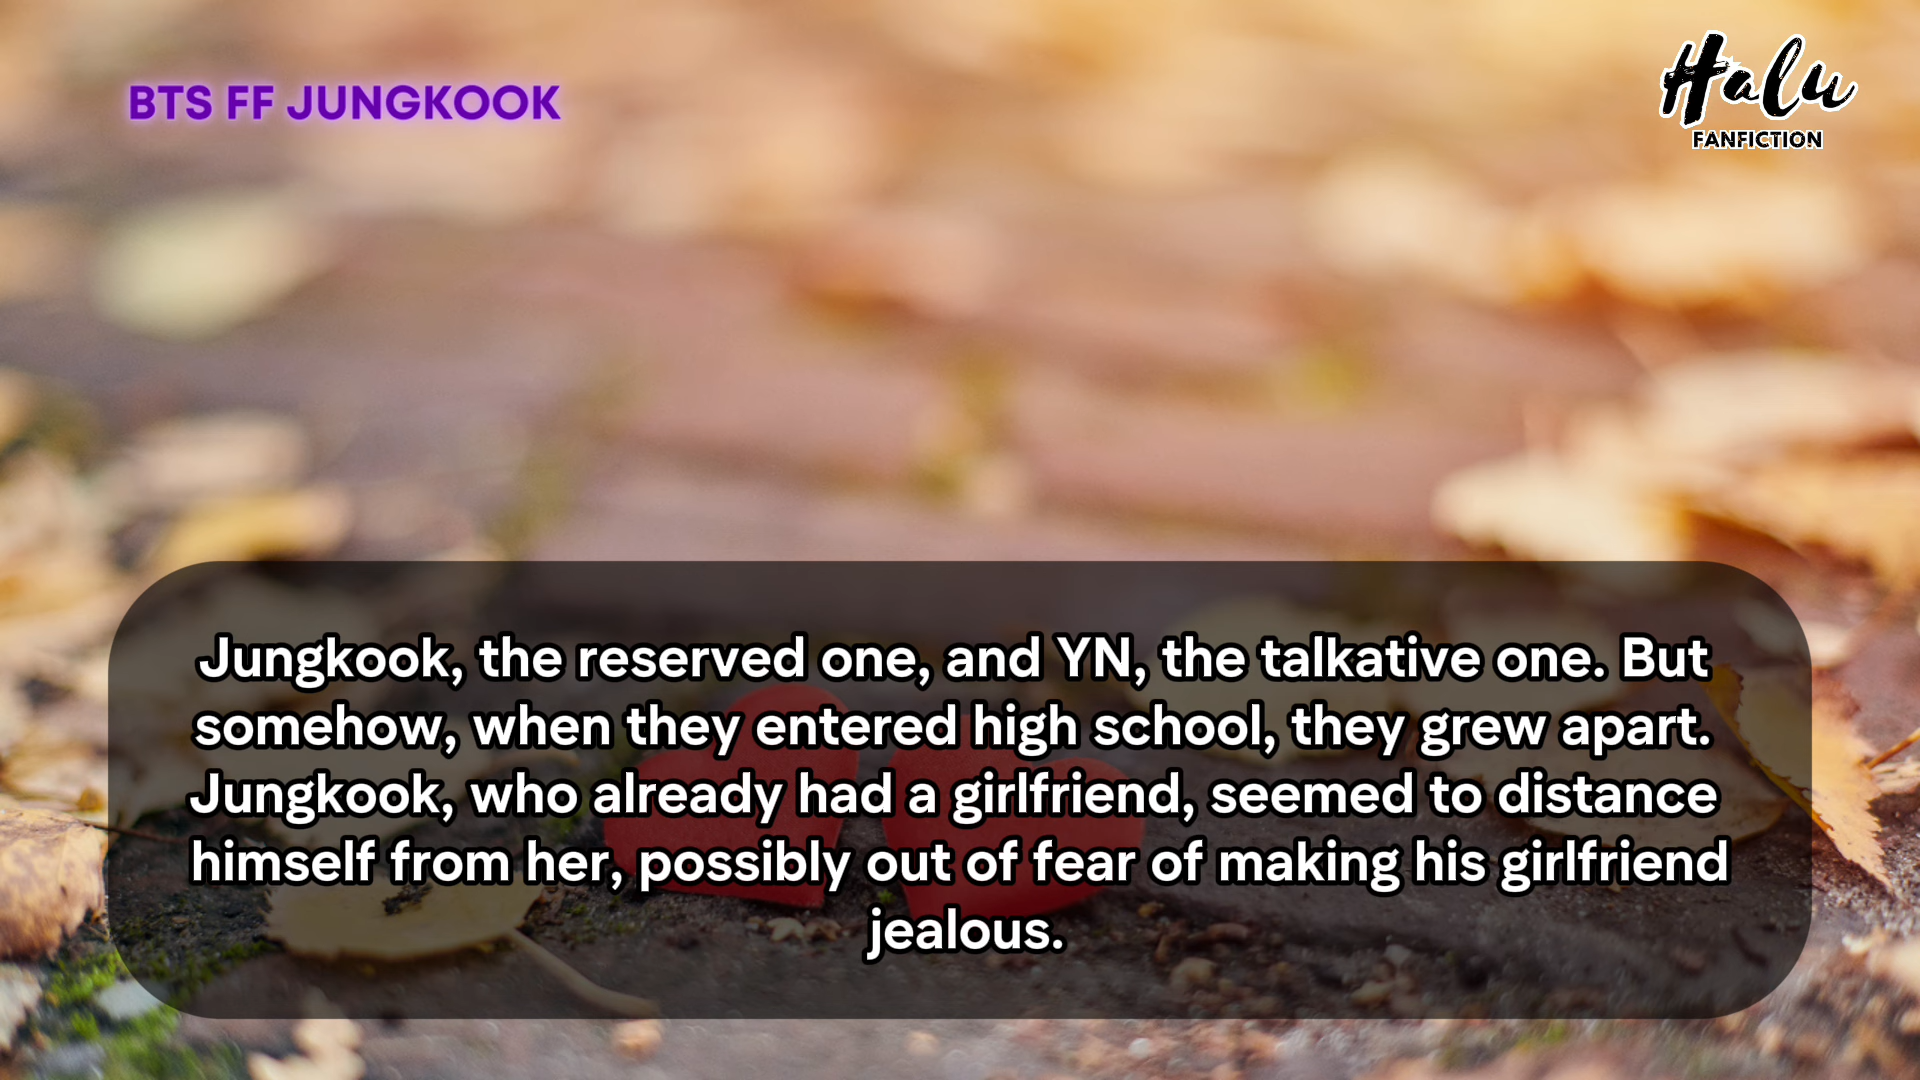 BTS FF JUNGKOOK
Halu
FANFICTION
Jungkook, the reserved one, and YN, the talkative one. But
somehow, when they entered high school, they grew apart.
Jungkook, who already had a girlfriend, seemed to distance
himself from her, possibly out of fear of making his girlfriend
jealous.